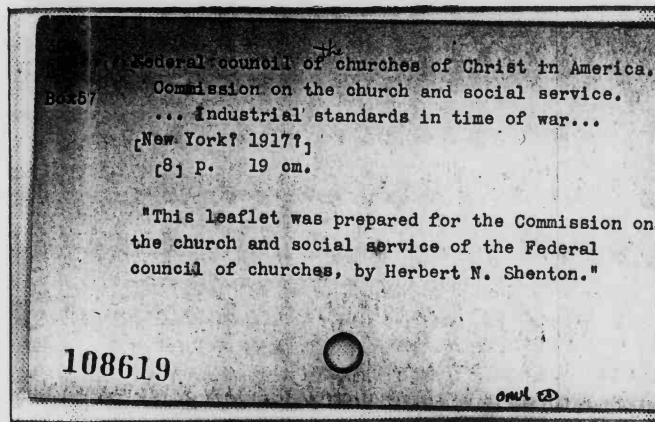 Federal council of the churches of Christ in America.
Box57 Commission on the church and social service.
... Industrial standards in time of war...
[New York? 1917?]
[8] p. 19 cm.
"This leaflet was prepared for the Commission on
the church and social service of the Federal
council of churches, by Herbert N. Shenton."
108619